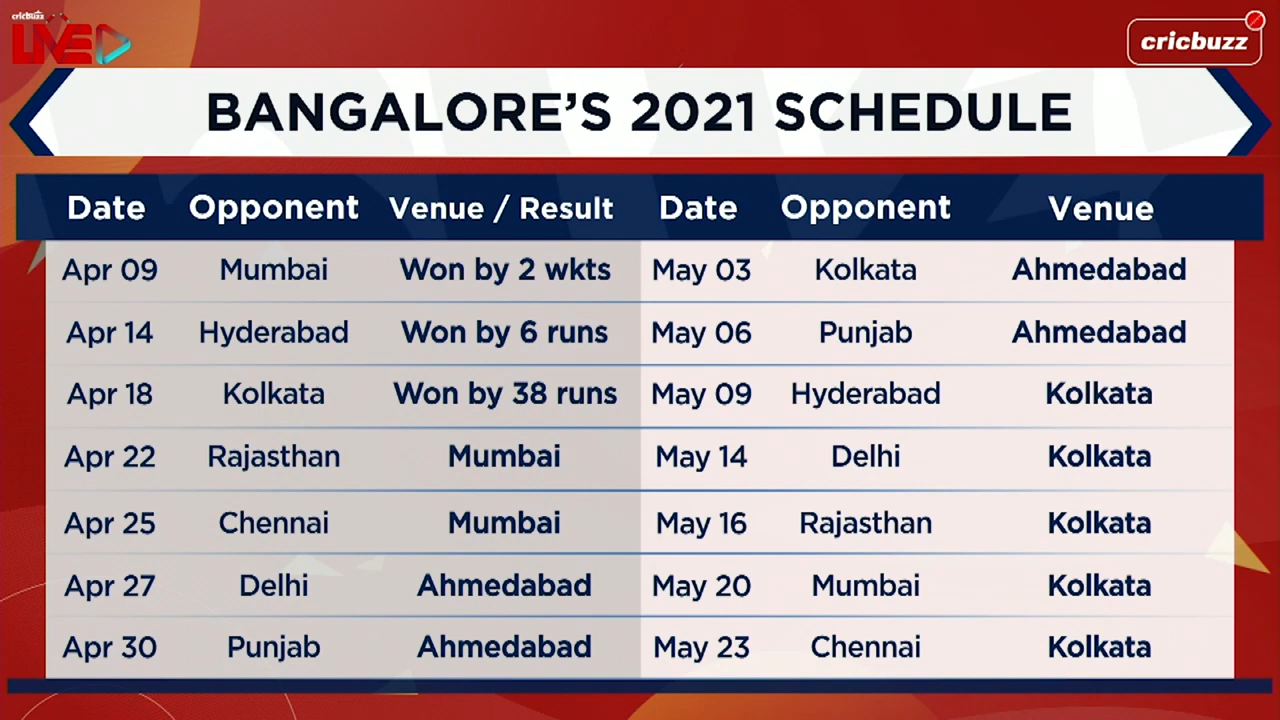 cricbuzz
LIVE
cricbuzz
BANGALORE'S 2021 SCHEDULE
Date Opponent Venue / Result Date Opponent Venue
Apr 09 Mumbai Won by 2 wkts May 03 Kolkata Ahmedabad
Apr 14 Hyderabad Won by 6 runs May 06 Punjab Ahmedabad
Apr 18 Kolkata Won by 38 runs May 09 Hyderabad Kolkata
Apr 22 Rajasthan Mumbai May 14 Delhi Kolkata
Apr 25 Chennai Mumbai May 16 Rajasthan Kolkata
Apr 27 Delhi Ahmedabad May 20 Mumbai Kolkata
Apr 30 Punjab Ahmedabad May 23 Chennai Kolkata